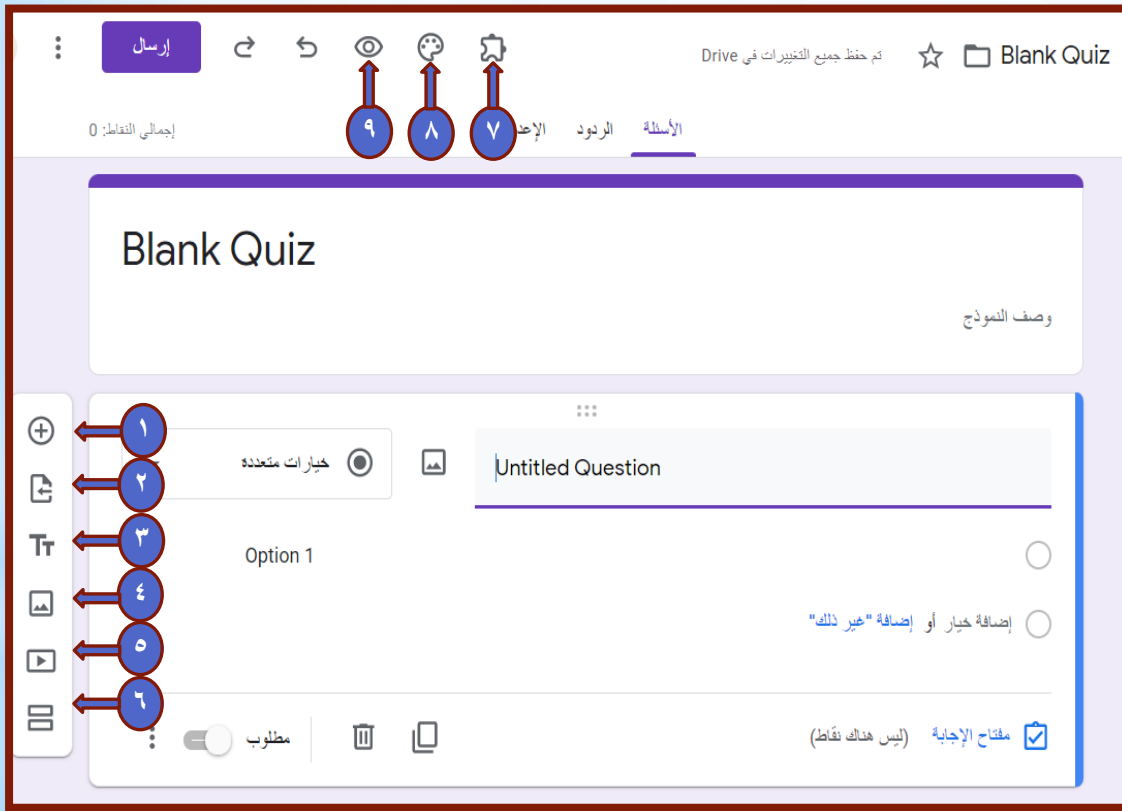 Blank Quiz
تم حفظ جميع التغييرات في Drive
إرسال
٧
٨
٩
الأسئلة
الردود
إجمالي النقاط: 0
Blank Quiz
وصف النموذج
Untitled Question
خيارات متعددة
١
٢
٣
Option 1
٤
إضافة خيار أو إضافة "غير ذلك"
٥
٦
مفتاح الإجابة (ليس هناك نقاط)
مطلوب